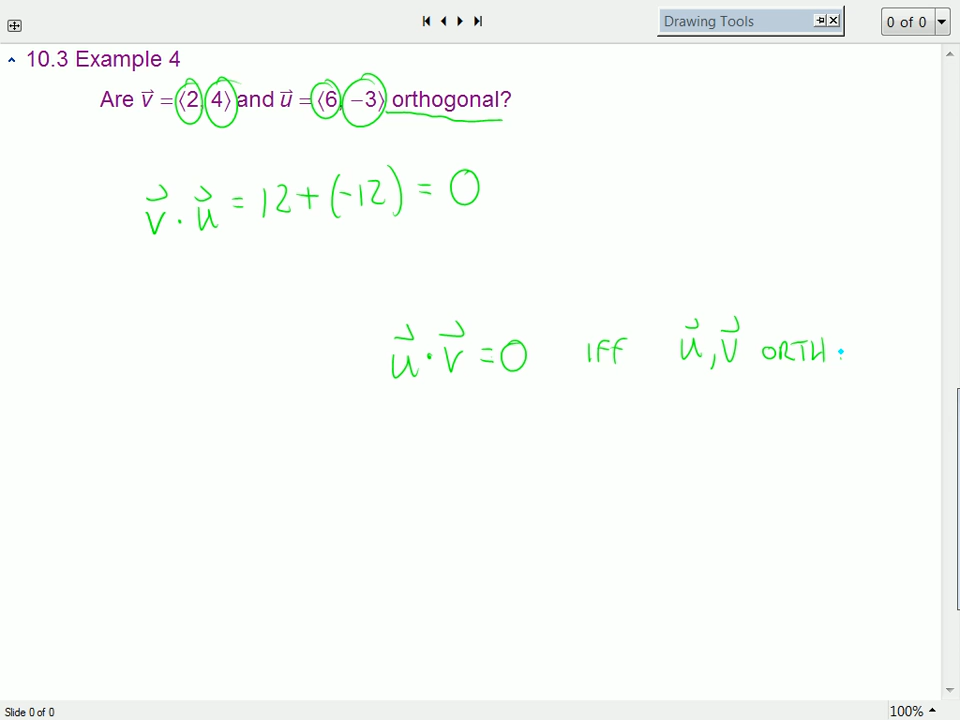 Drawing Tools
0 of 0
10.3 Example 4
Are v⃗ = ⟨2, 4⟩ and u⃗ = ⟨6, −3⟩ orthogonal?
v⃗ · u⃗ = 12 + (-12) = 0
u⃗ · v⃗ = 0 IFF u⃗, v⃗ ORTH
Slide 0 of 0
100%